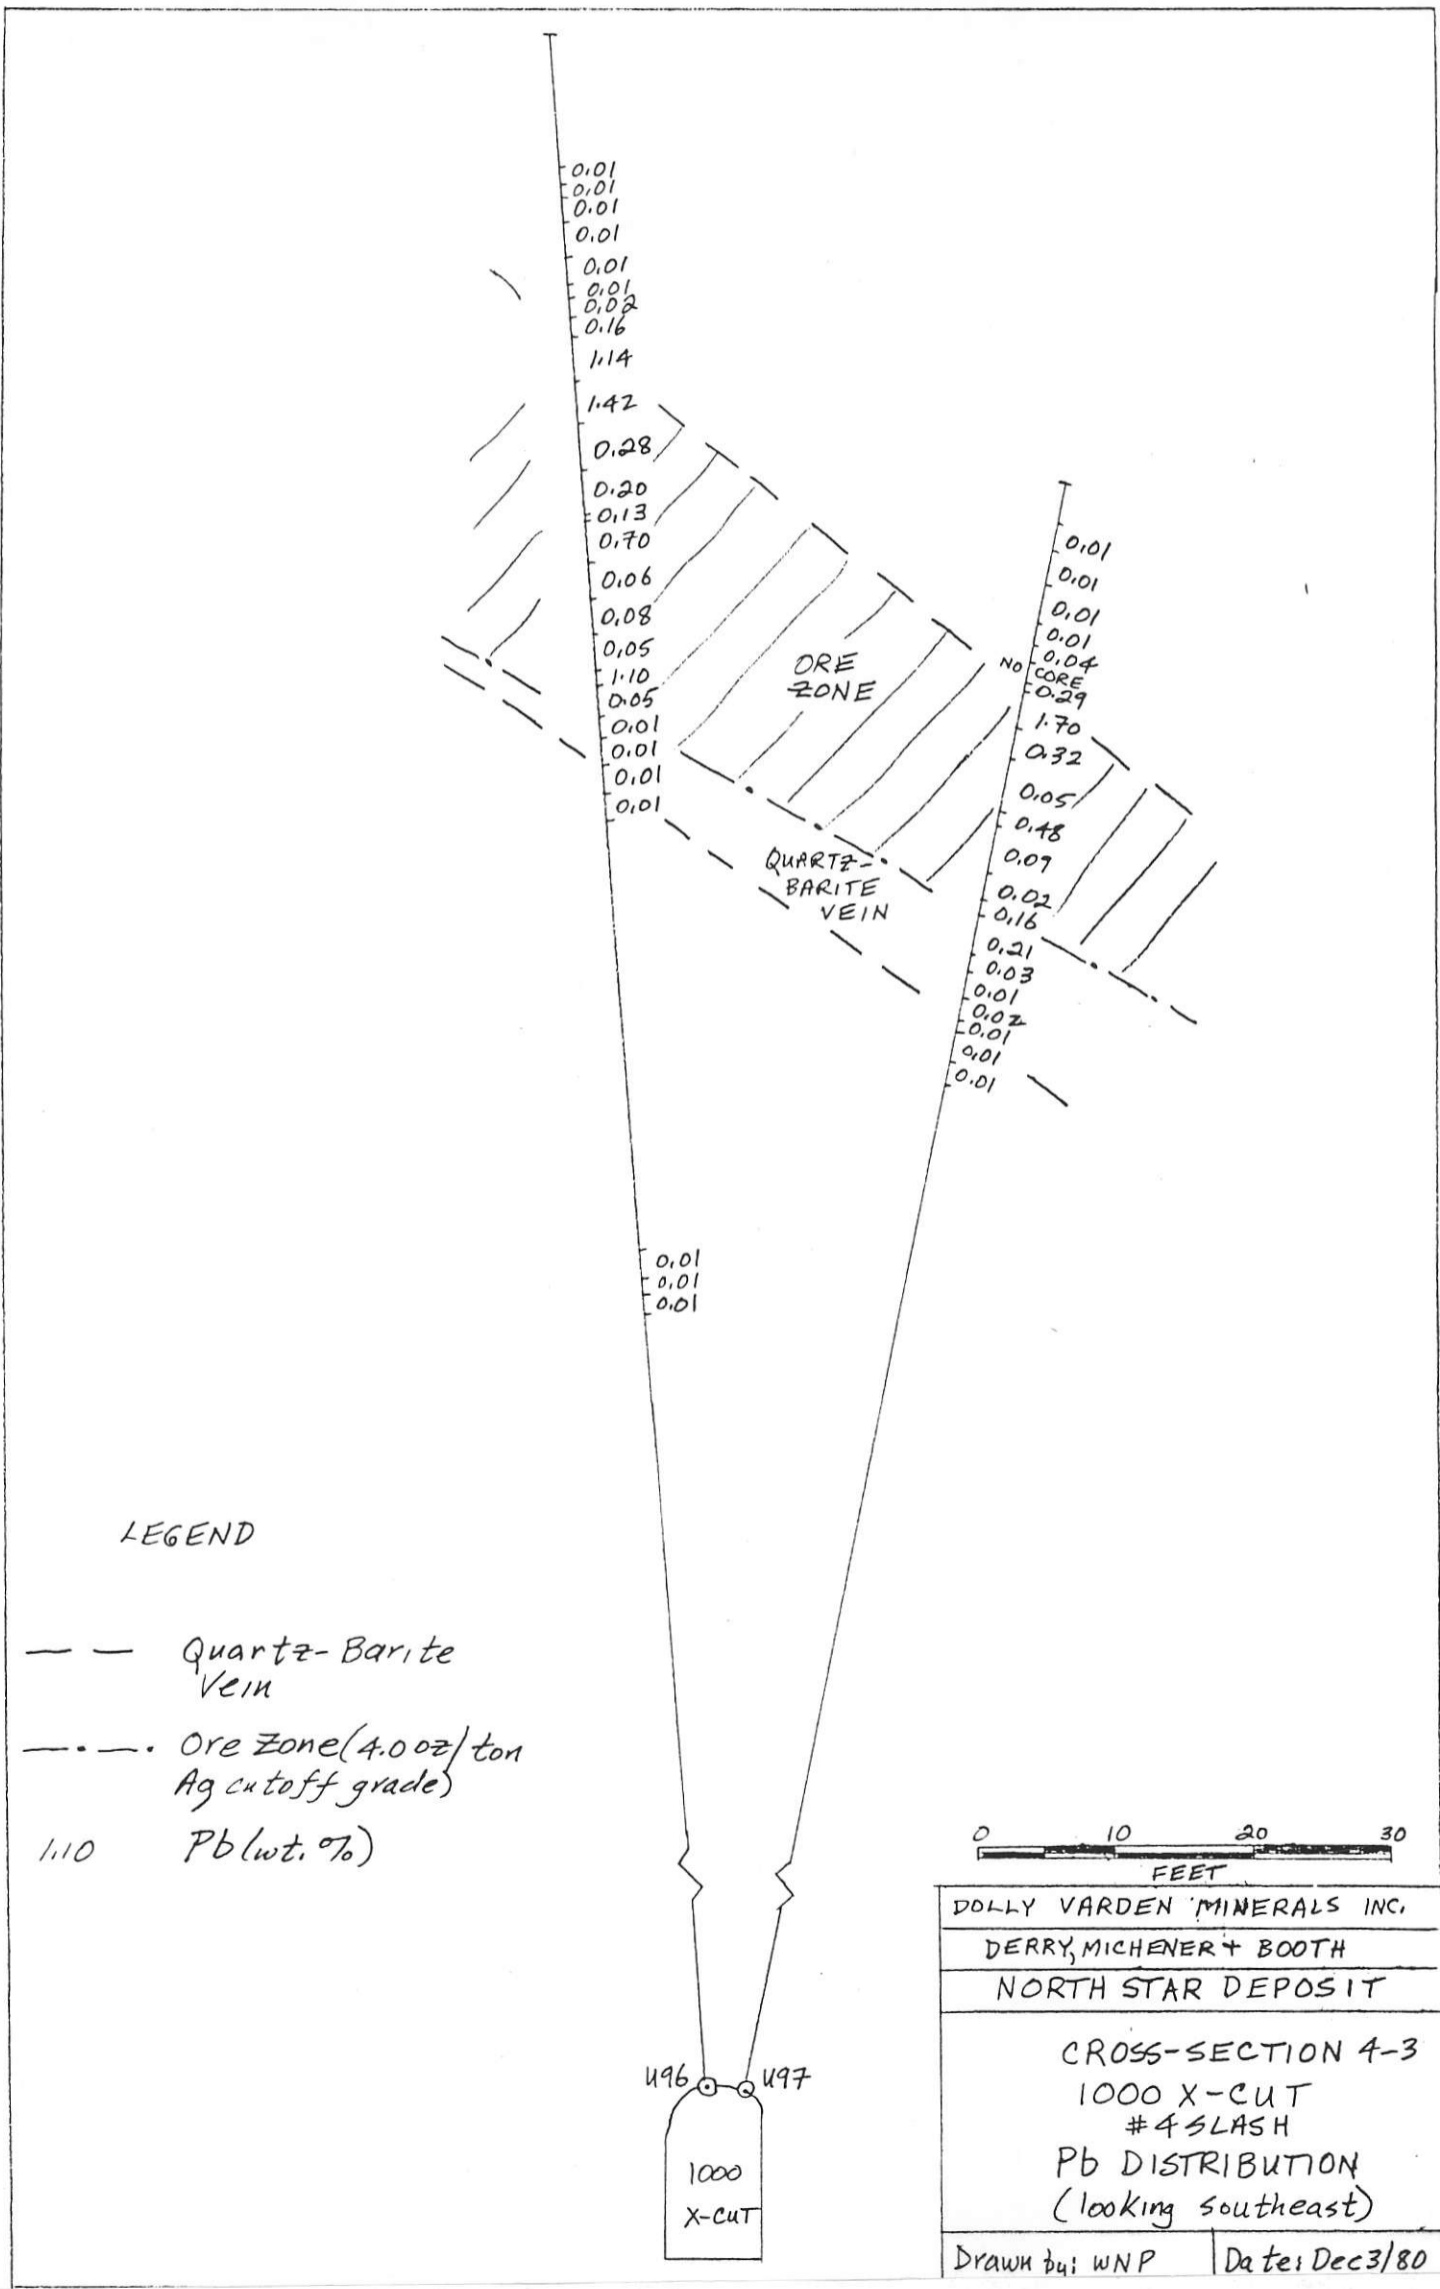 0.01
0.01
0.01
0.01
0.01
0.01
0.02
0.16
1.14
1.42
0.28
0.20
0.13
0.70
0.06
0.08
0.05
1.10
0.05
0.01
0.01
0.01
0.01
ORE
ZONE
QUARTZ-
BARITE
VEIN
0.01
0.01
0.01
0.01
0.04
NO CORE
0.29
1.70
0.32
0.05
0.48
0.09
0.02
0.16
0.21
0.03
0.01
0.02
0.01
0.01
0.01
0.01
0.01
0.01
LEGEND
Quartz-Barite
Vein
Ore Zone (4.0 oz/ton
Ag cutoff grade)
1.10 Pb (wt. %)
0 10 20 30
FEET
DOLLY VARDEN MINERALS INC.
DERRY, MICHENER + BOOTH
NORTH STAR DEPOSIT
CROSS-SECTION 4-3
1000 X-CUT
#4 SLASH
Pb DISTRIBUTION
(looking southeast)
Drawn by: WNP Date: Dec 3/80
U96 U97
1000
X-CUT